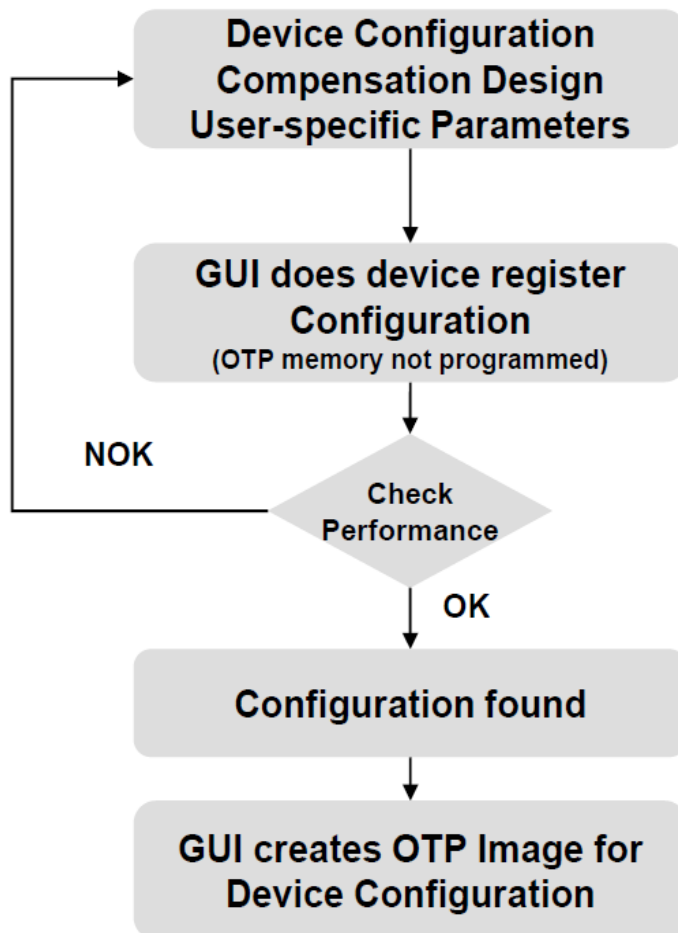 Device Configuration
Compensation Design
User-specific Parameters
GUI does device register
Configuration
(OTP memory not programmed)
NOK
Check
Performance
OK
Configuration found
GUI creates OTP Image for
Device Configuration